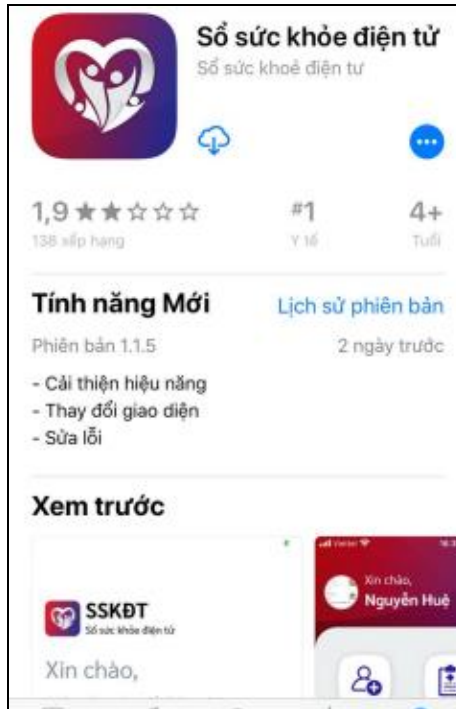 Sổ sức khỏe điện tử
Sổ sức khoẻ điện tử
1,9
#1
4+
138 xếp hạng
Y tế
Tuổi
Tính năng Mới
Lịch sử phiên bản
Phiên bản 1.1.5
2 ngày trước
- Cải thiện hiệu năng
- Thay đổi giao diện
- Sửa lỗi
Xem trước
SSKĐT
Sổ sức khỏe điện tử
Xin chào,
Viettel
Xin chào,
Nguyễn Huệ